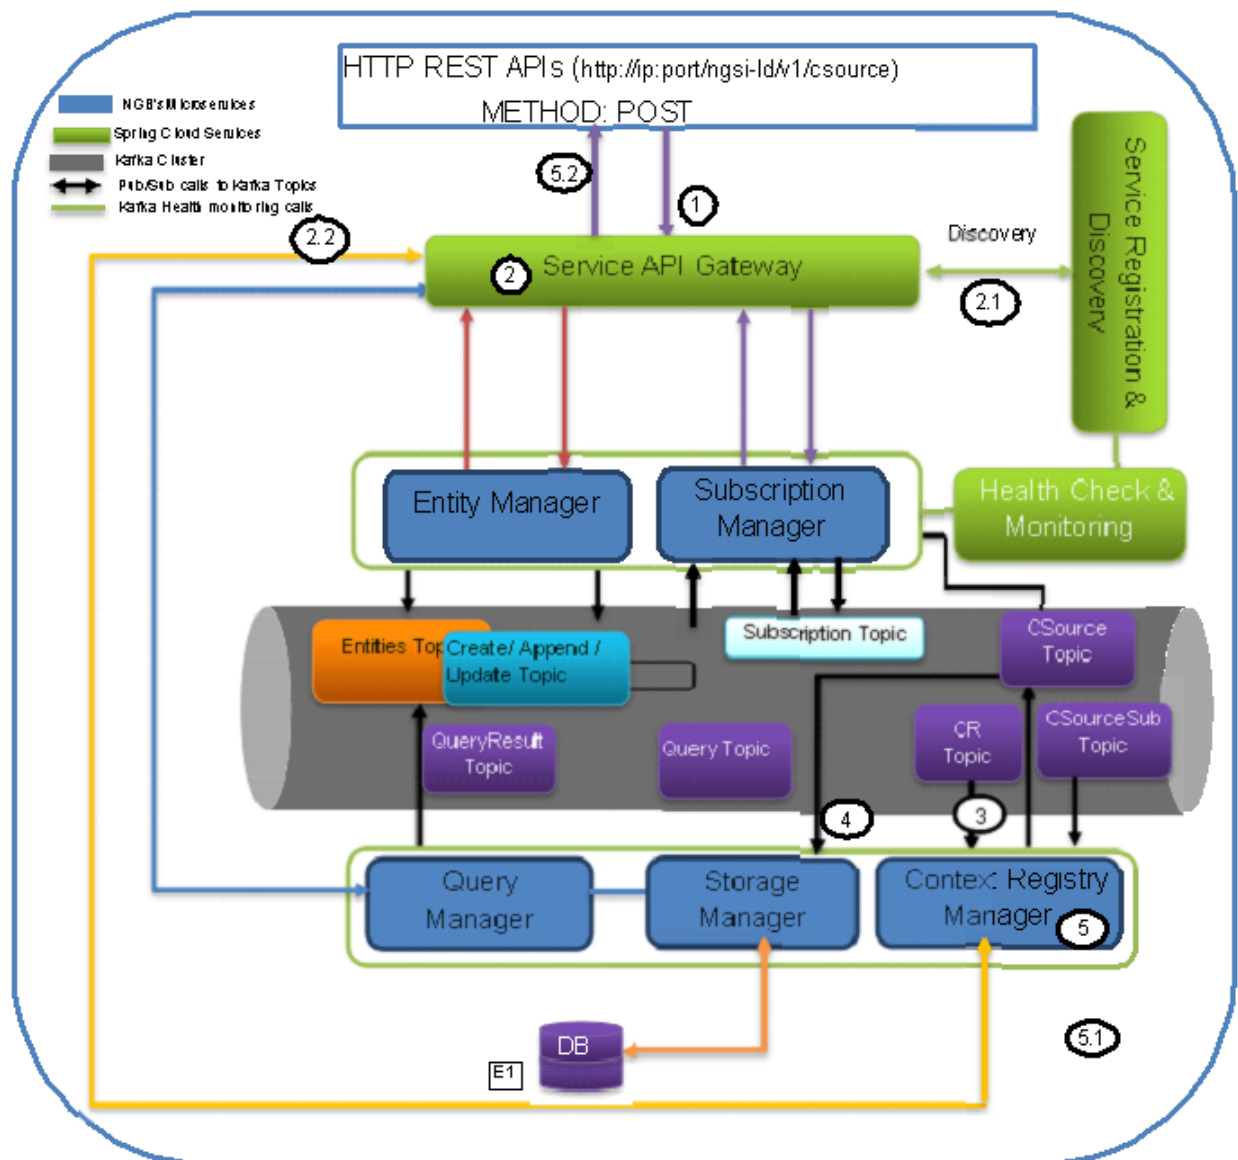 HTTP REST APIs (http://ip:port/ngsi-ld/v1/csource)
METHOD: POST
NGB's Microservices
Spring Cloud Services
Kafka Cluster
Pub/Sub calls to Kafka Topics
Kafka Health monitoring calls
5.2
1
2.2
2
Service API Gateway
Discovery
2.1
Service Registration &
Discovery
Entity Manager
Subscription
Manager
Health Check &
Monitoring
Entities Top
Create/ Append /
Update Topic
Subscription Topic
CSource
Topic
QueryResult
Topic
Query Topic
CR
Topic
CSourceSub
Topic
4
3
Query
Manager
Storage
Manager
Contex: Registry
Manager
5
5.1
DB
E1